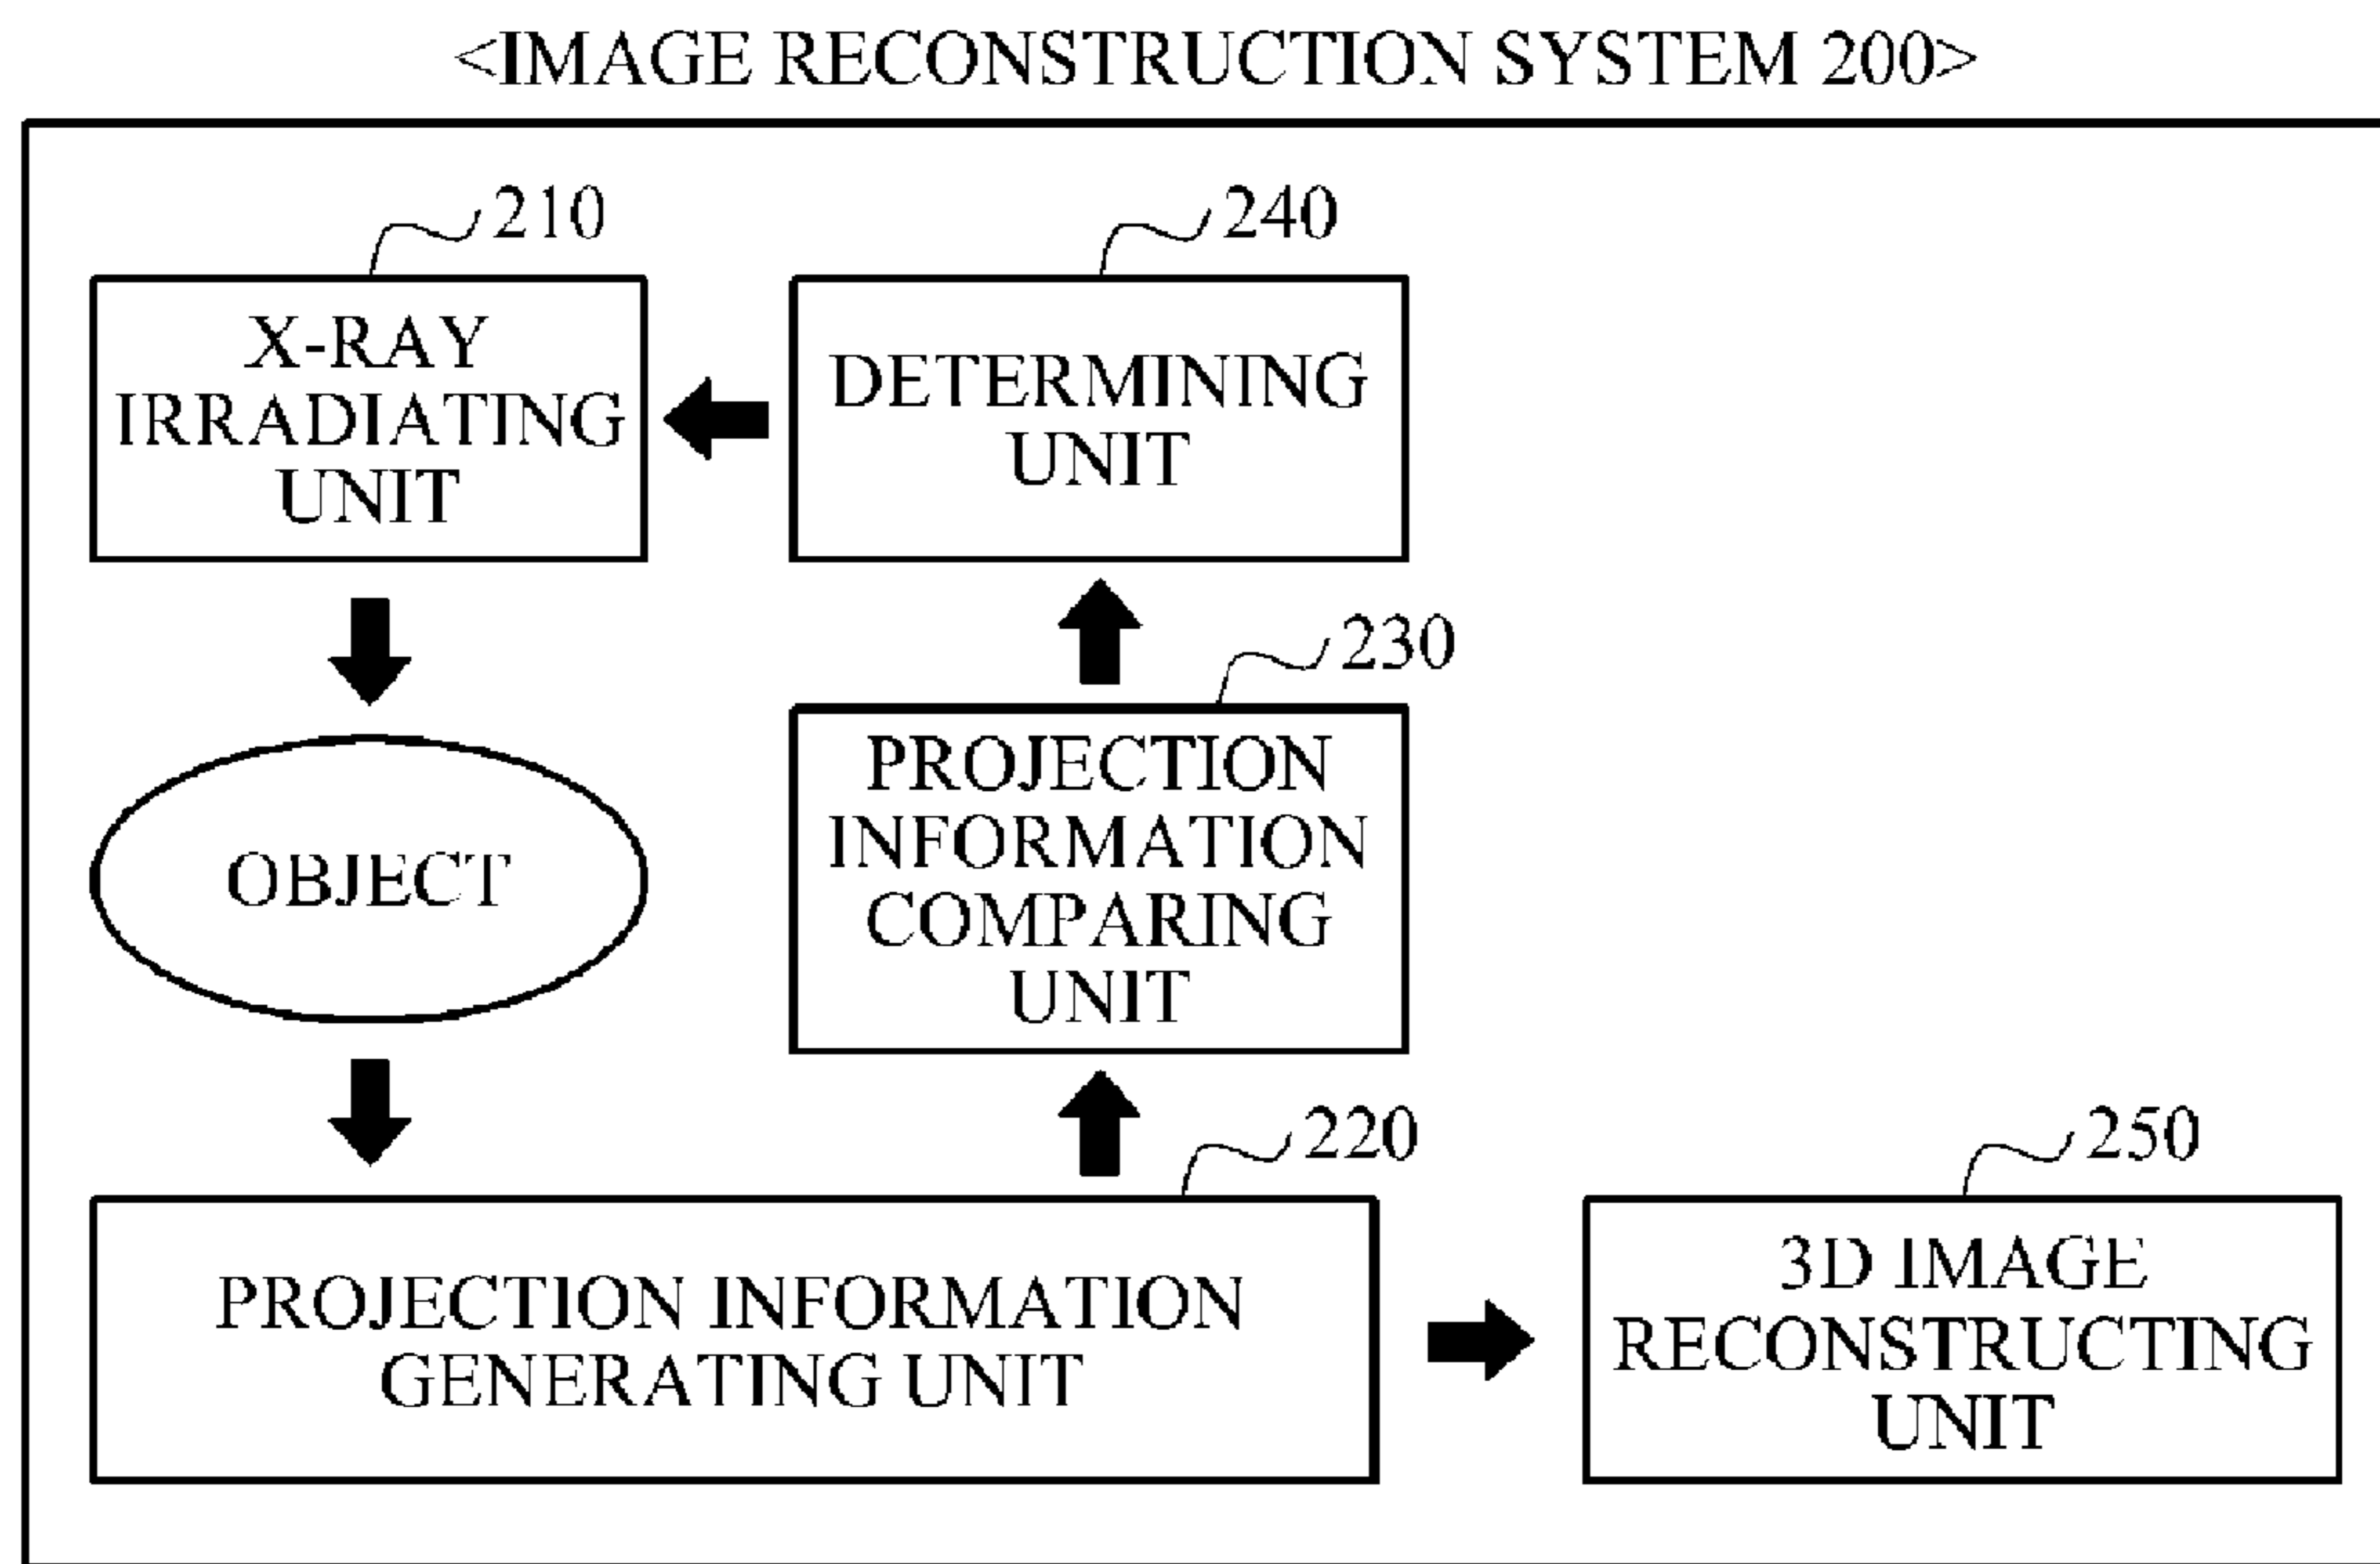 <IMAGE RECONSTRUCTION SYSTEM 200>
210
X-RAY
IRRADIATING
UNIT
240
DETERMINING
UNIT
OBJECT
230
PROJECTION
INFORMATION
COMPARING
UNIT
220
PROJECTION INFORMATION
GENERATING UNIT
250
3D IMAGE
RECONSTRUCTING
UNIT